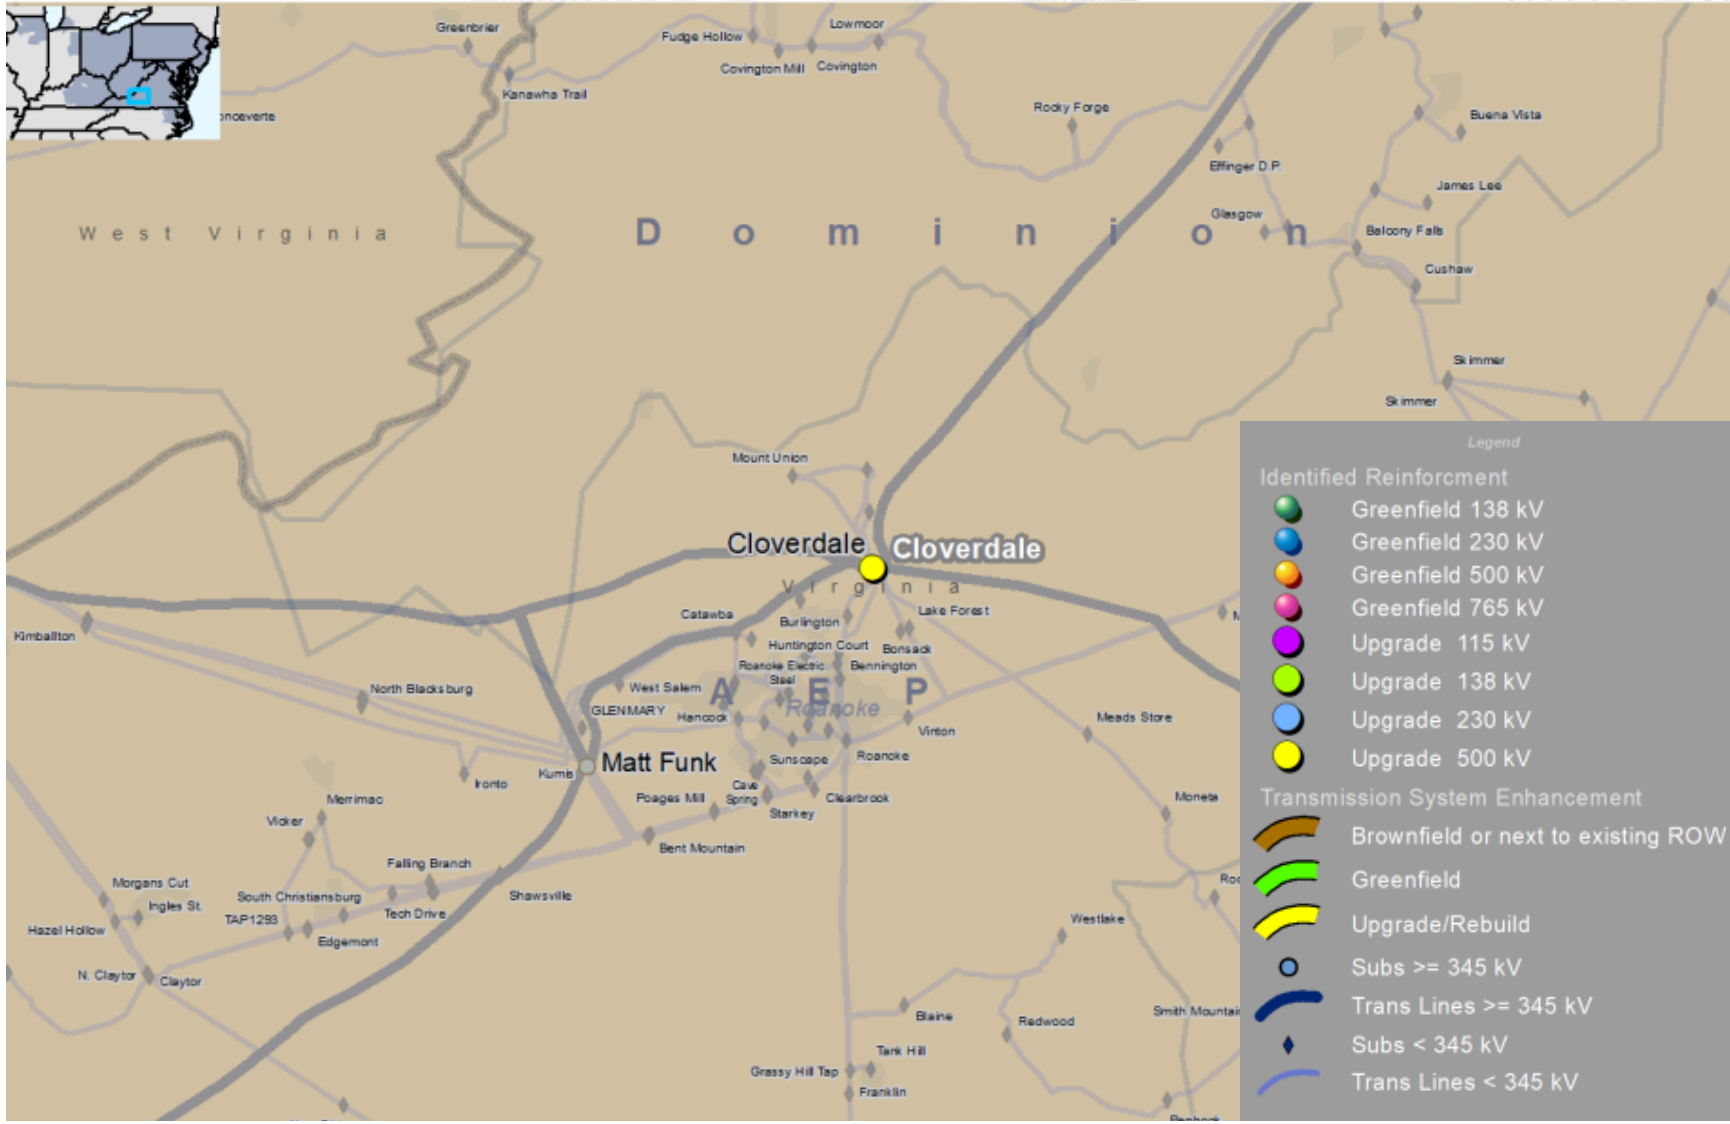 Greenbrier
Fudge Hollow
Lowmoor
Covington Mill
Covington
Kanawha Trail
onceverte
Rocky Forge
Buena Vista
Effinger D.P.
James Lee
Glasgow
Balcony Falls
West Virginia
Dominion
Cushaw
Skimmer
Skimmer
Mount Union
Cloverdale
Cloverdale
Virginia
Catawba
Burlington
Lake Forest
Kimballton
Huntington Court
Bonsack
Roanoke Electric
Steel
Bennington
North Blacksburg
West Salem
AEP
GLENMARY
Hancock
Roanoke
Vinton
Meads Store
Kumis
Matt Funk
Sunscape
Roanoke
Ironto
Cave
Spring
Clearbrook
Poages Mill
Starkey
Moneta
Merrimac
Vicker
Bent Mountain
Falling Branch
Shawsville
Morgans Cut
Ingles St.
South Christiansburg
TAP1293
Tech Drive
Edgemont
Hazel Hollow
Westlake
N. Claytor
Claytor
Blaine
Redwood
Smith Mountain
Tank Hill
Grassy Hill Tap
Franklin
Legend
Identified Reinforcment
Greenfield 138 kV
Greenfield 230 kV
Greenfield 500 kV
Greenfield 765 kV
Upgrade 115 kV
Upgrade 138 kV
Upgrade 230 kV
Upgrade 500 kV
Transmission System Enhancement
Brownfield or next to existing ROW
Greenfield
Upgrade/Rebuild
Subs >= 345 kV
Trans Lines >= 345 kV
Subs < 345 kV
Trans Lines < 345 kV